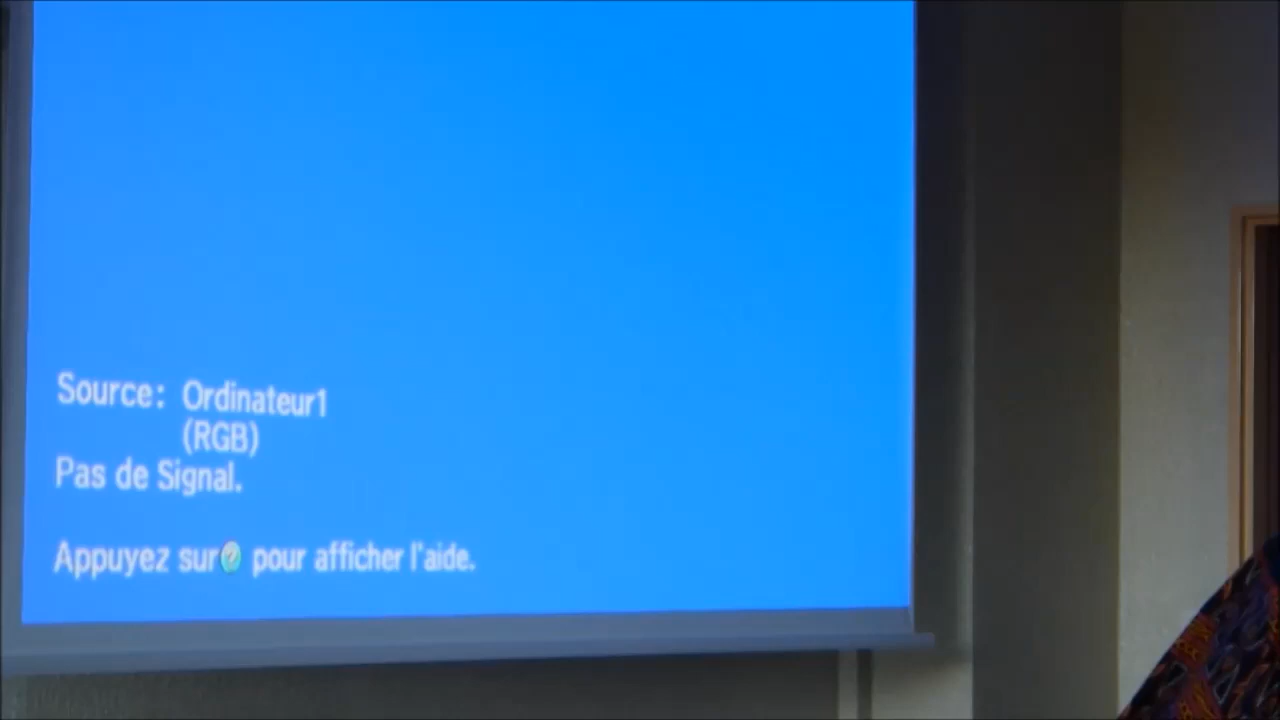 Source: Ordinateur1
(RGB)
Pas de Signal.
Appuyez sur ? pour afficher l'aide.